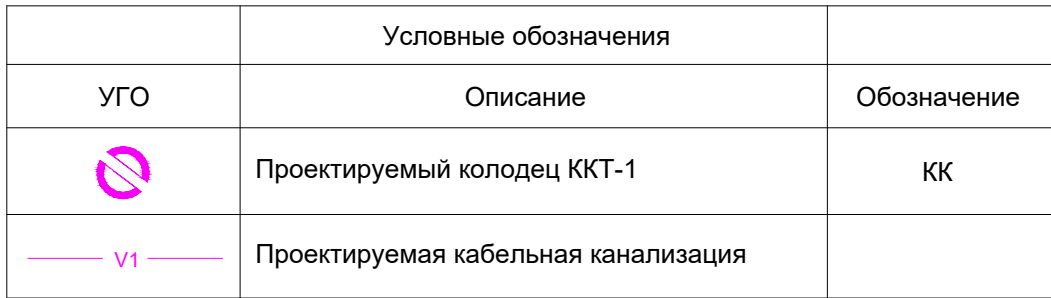 Условные обозначения
УГО Описание Обозначение
Проектируемый колодец ККТ-1 КК
V1 Проектируемая кабельная канализация